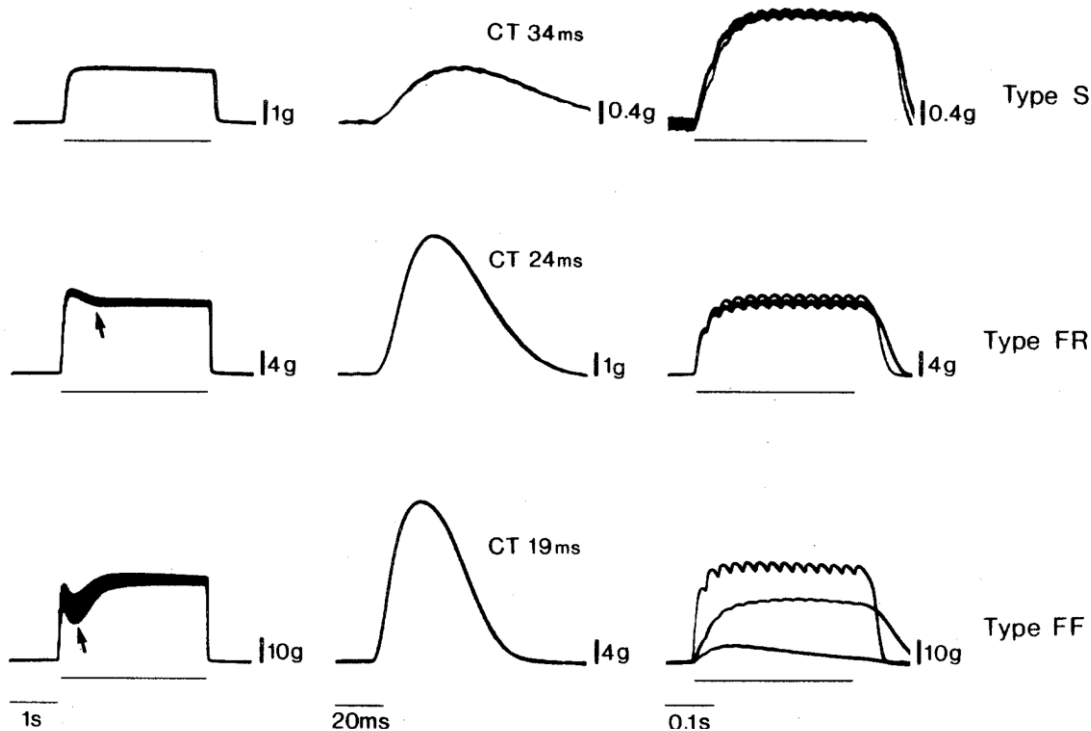 CT 34ms
1g
0.4g
0.4g
Type S
CT 24ms
4g
1g
4g
Type FR
CT 19ms
10g
4g
10g
Type FF
1s
20ms
0.1s